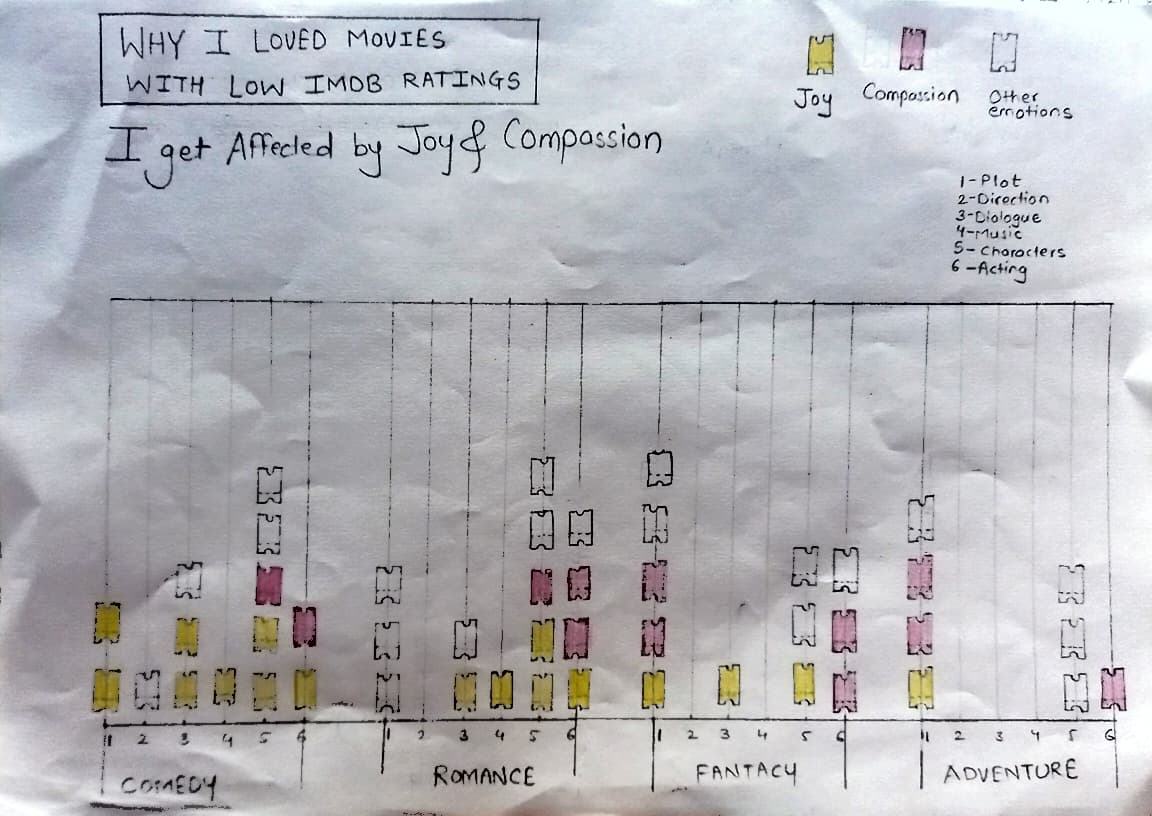 WHY I LOVED MOVIES
WITH LOW IMDB RATINGS
I get Affected by Joy & Compassion
Joy
Compassion
Other
emotions
1-Plot
2-Direction
3-Dialogue
4-Music
5-Characters
6-Acting
1 2 3 4 5 6 1 2 3 4 5 6 1 2 3 4 5 6 1 2 3 4 5 6
COMEDY ROMANCE FANTACY ADVENTURE